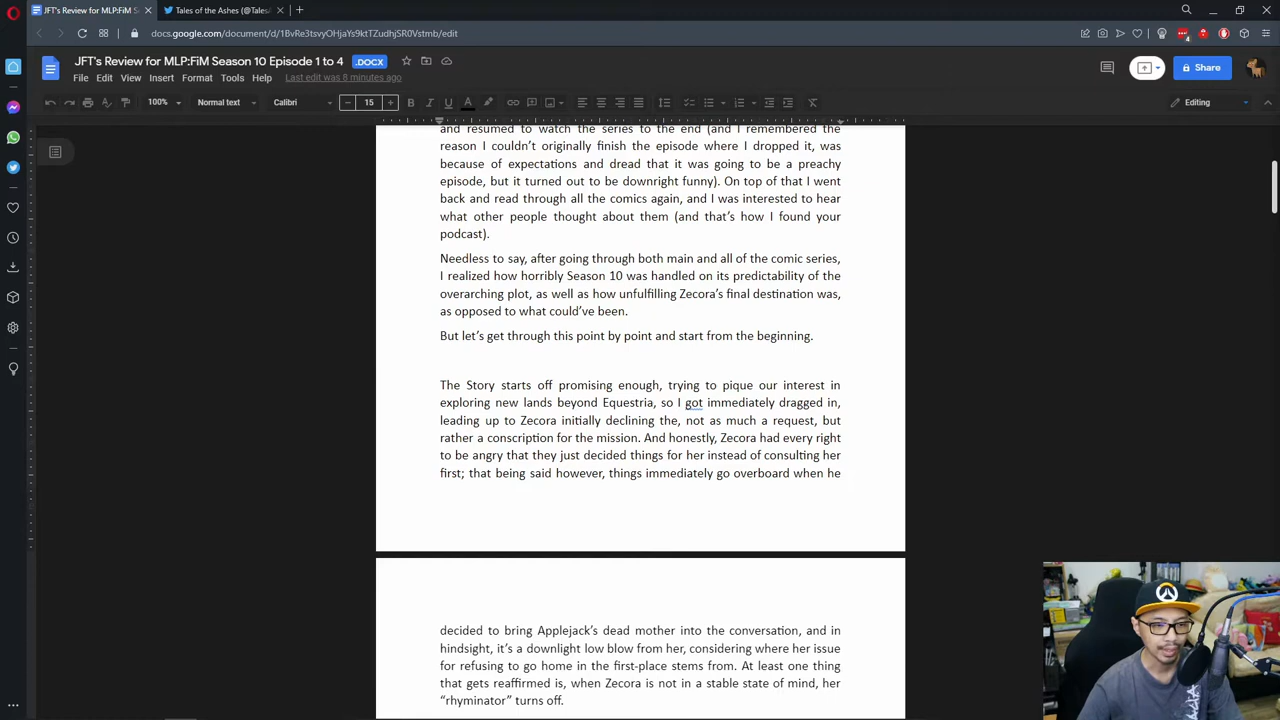 JFT's Review for MLP:FiM S
Tales of the Ashes (@Tales
docs.google.com/document/d/1BvRe3tsvyOHjaYs9ktTZudhjSR0Vstmb/edit
JFT's Review for MLP:FiM Season 10 Episode 1 to 4 .DOCX
Share
File Edit View Insert Format Tools Help Last edit was 8 minutes ago
100% Normal text Calibri 15 B I U A Editing
and resumed to watch the series to the end (and I remembered the
reason I couldn't originally finish the episode where I dropped it, was
because of expectations and dread that it was going to be a preachy
episode, but it turned out to be downright funny). On top of that I went
back and read through all the comics again, and I was interested to hear
what other people thought about them (and that's how I found your
podcast).
Needless to say, after going through both main and all of the comic series,
I realized how horribly Season 10 was handled on its predictability of the
overarching plot, as well as how unfulfilling Zecora's final destination was,
as opposed to what could've been.
But let's get through this point by point and start from the beginning.
The Story starts off promising enough, trying to pique our interest in
exploring new lands beyond Equestria, so I got immediately dragged in,
leading up to Zecora initially declining the, not as much a request, but
rather a conscription for the mission. And honestly, Zecora had every right
to be angry that they just decided things for her instead of consulting her
first; that being said however, things immediately go overboard when he
decided to bring Applejack's dead mother into the conversation, and in
hindsight, it's a downlight low blow from her, considering where her issue
for refusing to go home in the first-place stems from. At least one thing
that gets reaffirmed is, when Zecora is not in a stable state of mind, her
"rhyminator" turns off.